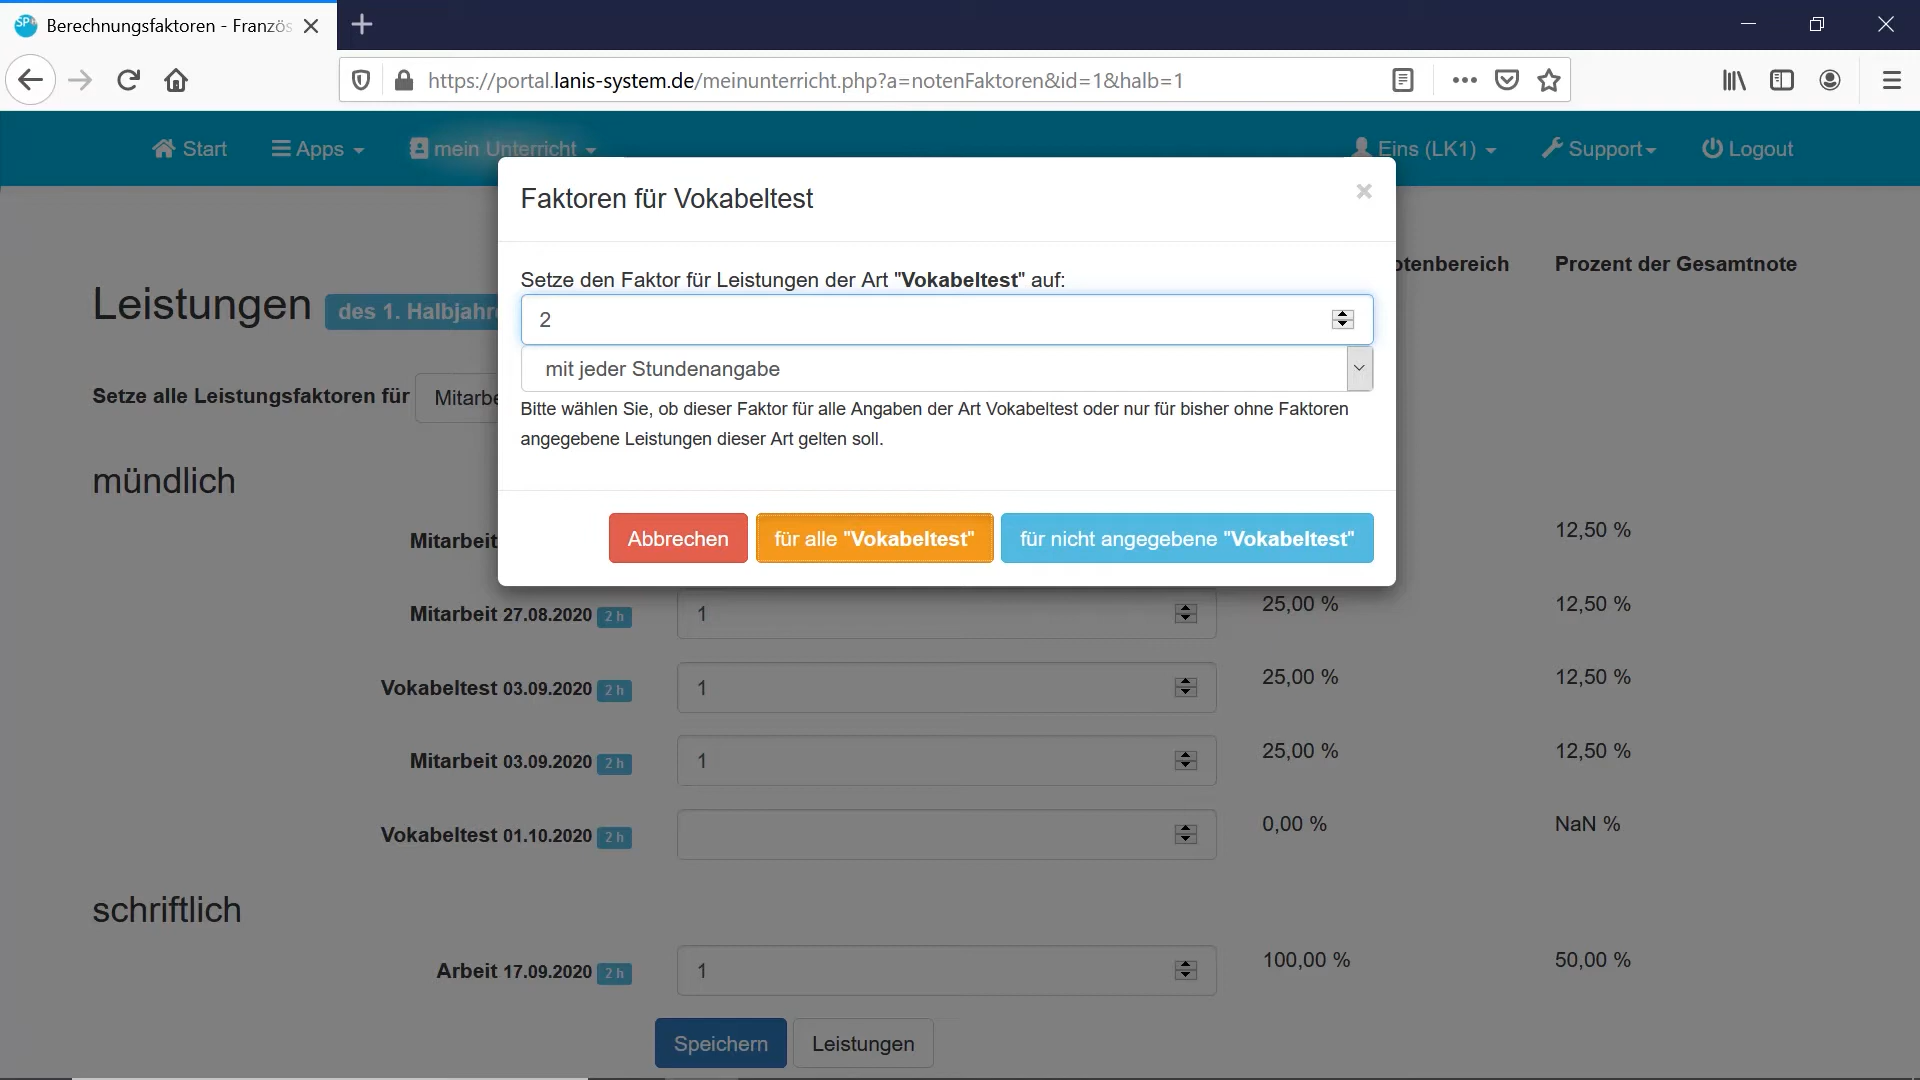 Berechnungsfaktoren - Franzö
https://portal.lanis-system.de/meinunterricht.php?a=notenFaktoren&id=1&halb=1
Start
Apps
mein Unterricht
Eins (LK1)
Support
Logout
Faktoren für Vokabeltest
×
Setze den Faktor für Leistungen der Art "Vokabeltest" auf:
2
mit jeder Stundenangabe
Bitte wählen Sie, ob dieser Faktor für alle Angaben der Art Vokabeltest oder nur für bisher ohne Faktoren
angegebene Leistungen dieser Art gelten soll.
Abbrechen
für alle "Vokabeltest"
für nicht angegebene "Vokabeltest"
otenbereich
Prozent der Gesamtnote
Leistungen des 1. Halbjahre
Setze alle Leistungsfaktoren für Mitarbe
mündlich
Mitarbeit
12,50 %
Mitarbeit 27.08.2020 2 h 1 25,00 % 12,50 %
Vokabeltest 03.09.2020 2 h 1 25,00 % 12,50 %
Mitarbeit 03.09.2020 2 h 1 25,00 % 12,50 %
Vokabeltest 01.10.2020 2 h 0,00 % NaN %
schriftlich
Arbeit 17.09.2020 2 h 1 100,00 % 50,00 %
Speichern
Leistungen